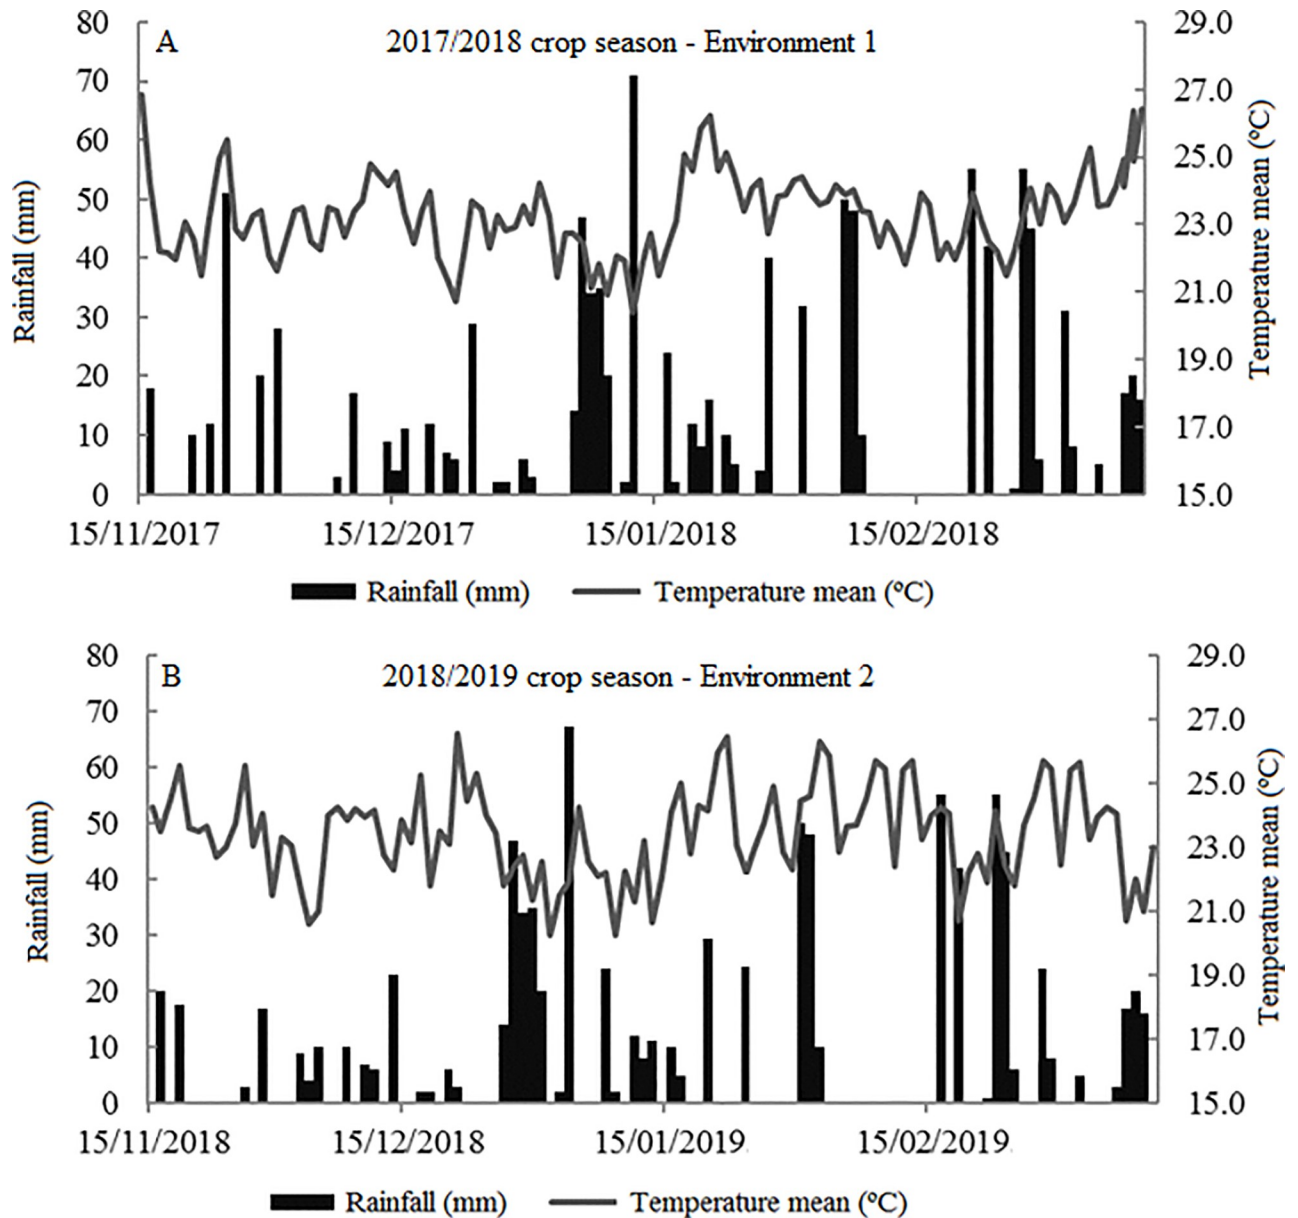 A
2017/2018 crop season - Environment 1
Rainfall (mm)
80
70
60
50
40
30
20
10
0
29.0
27.0
25.0
23.0
21.0
19.0
17.0
15.0
Temperature mean (ºC)
15/11/2017 15/12/2017 15/01/2018 15/02/2018
Rainfall (mm) Temperature mean (ºC)
B
2018/2019 crop season - Environment 2
Rainfall (mm)
80
70
60
50
40
30
20
10
0
29.0
27.0
25.0
23.0
21.0
19.0
17.0
15.0
Temperature mean (ºC)
15/11/2018 15/12/2018 15/01/2019 15/02/2019
Rainfall (mm) Temperature mean (ºC)